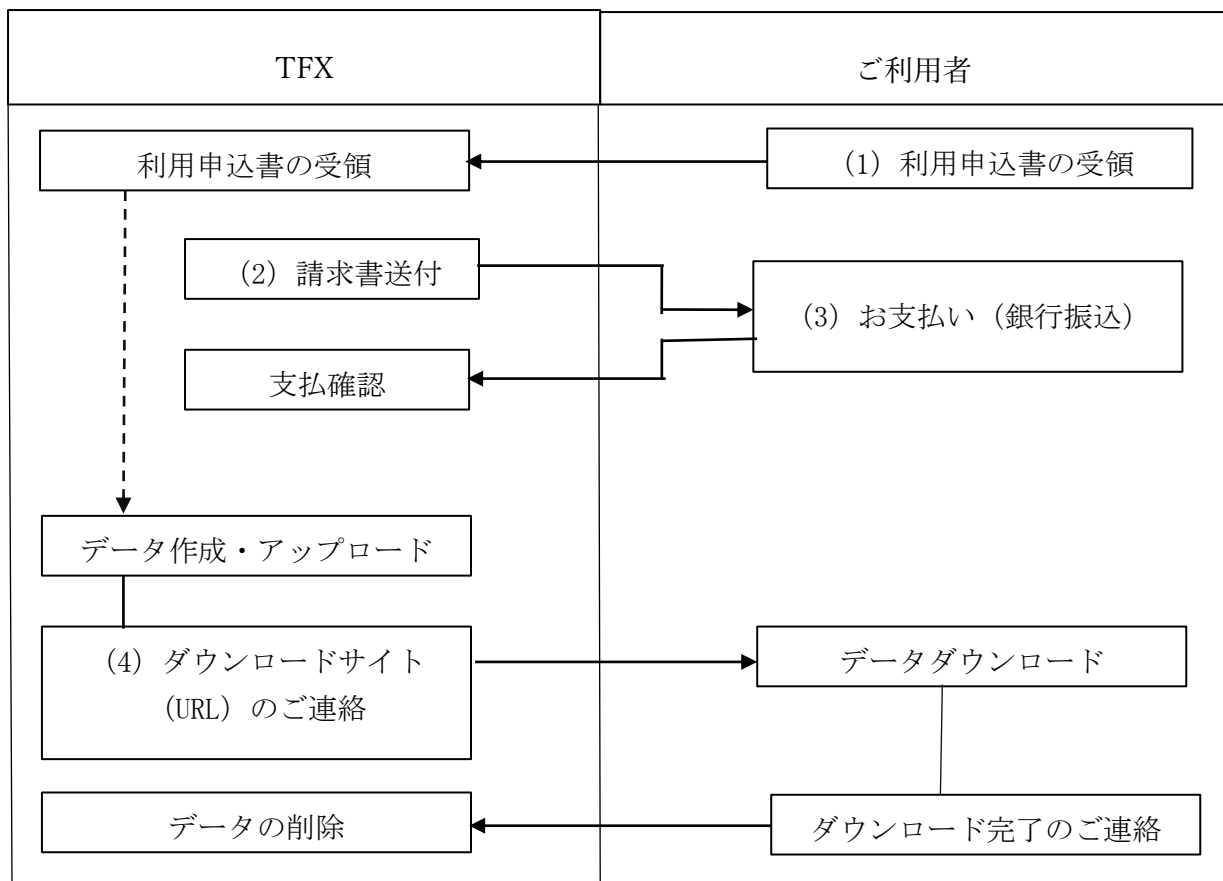 TFX
ご利用者
利用申込書の受領
(1) 利用申込書の受領
(2) 請求書送付
(3) お支払い (銀行振込)
支払確認
データ作成・アップロード
(4) ダウンロードサイト
(URL) のご連絡
データダウンロード
データの削除
ダウンロード完了のご連絡